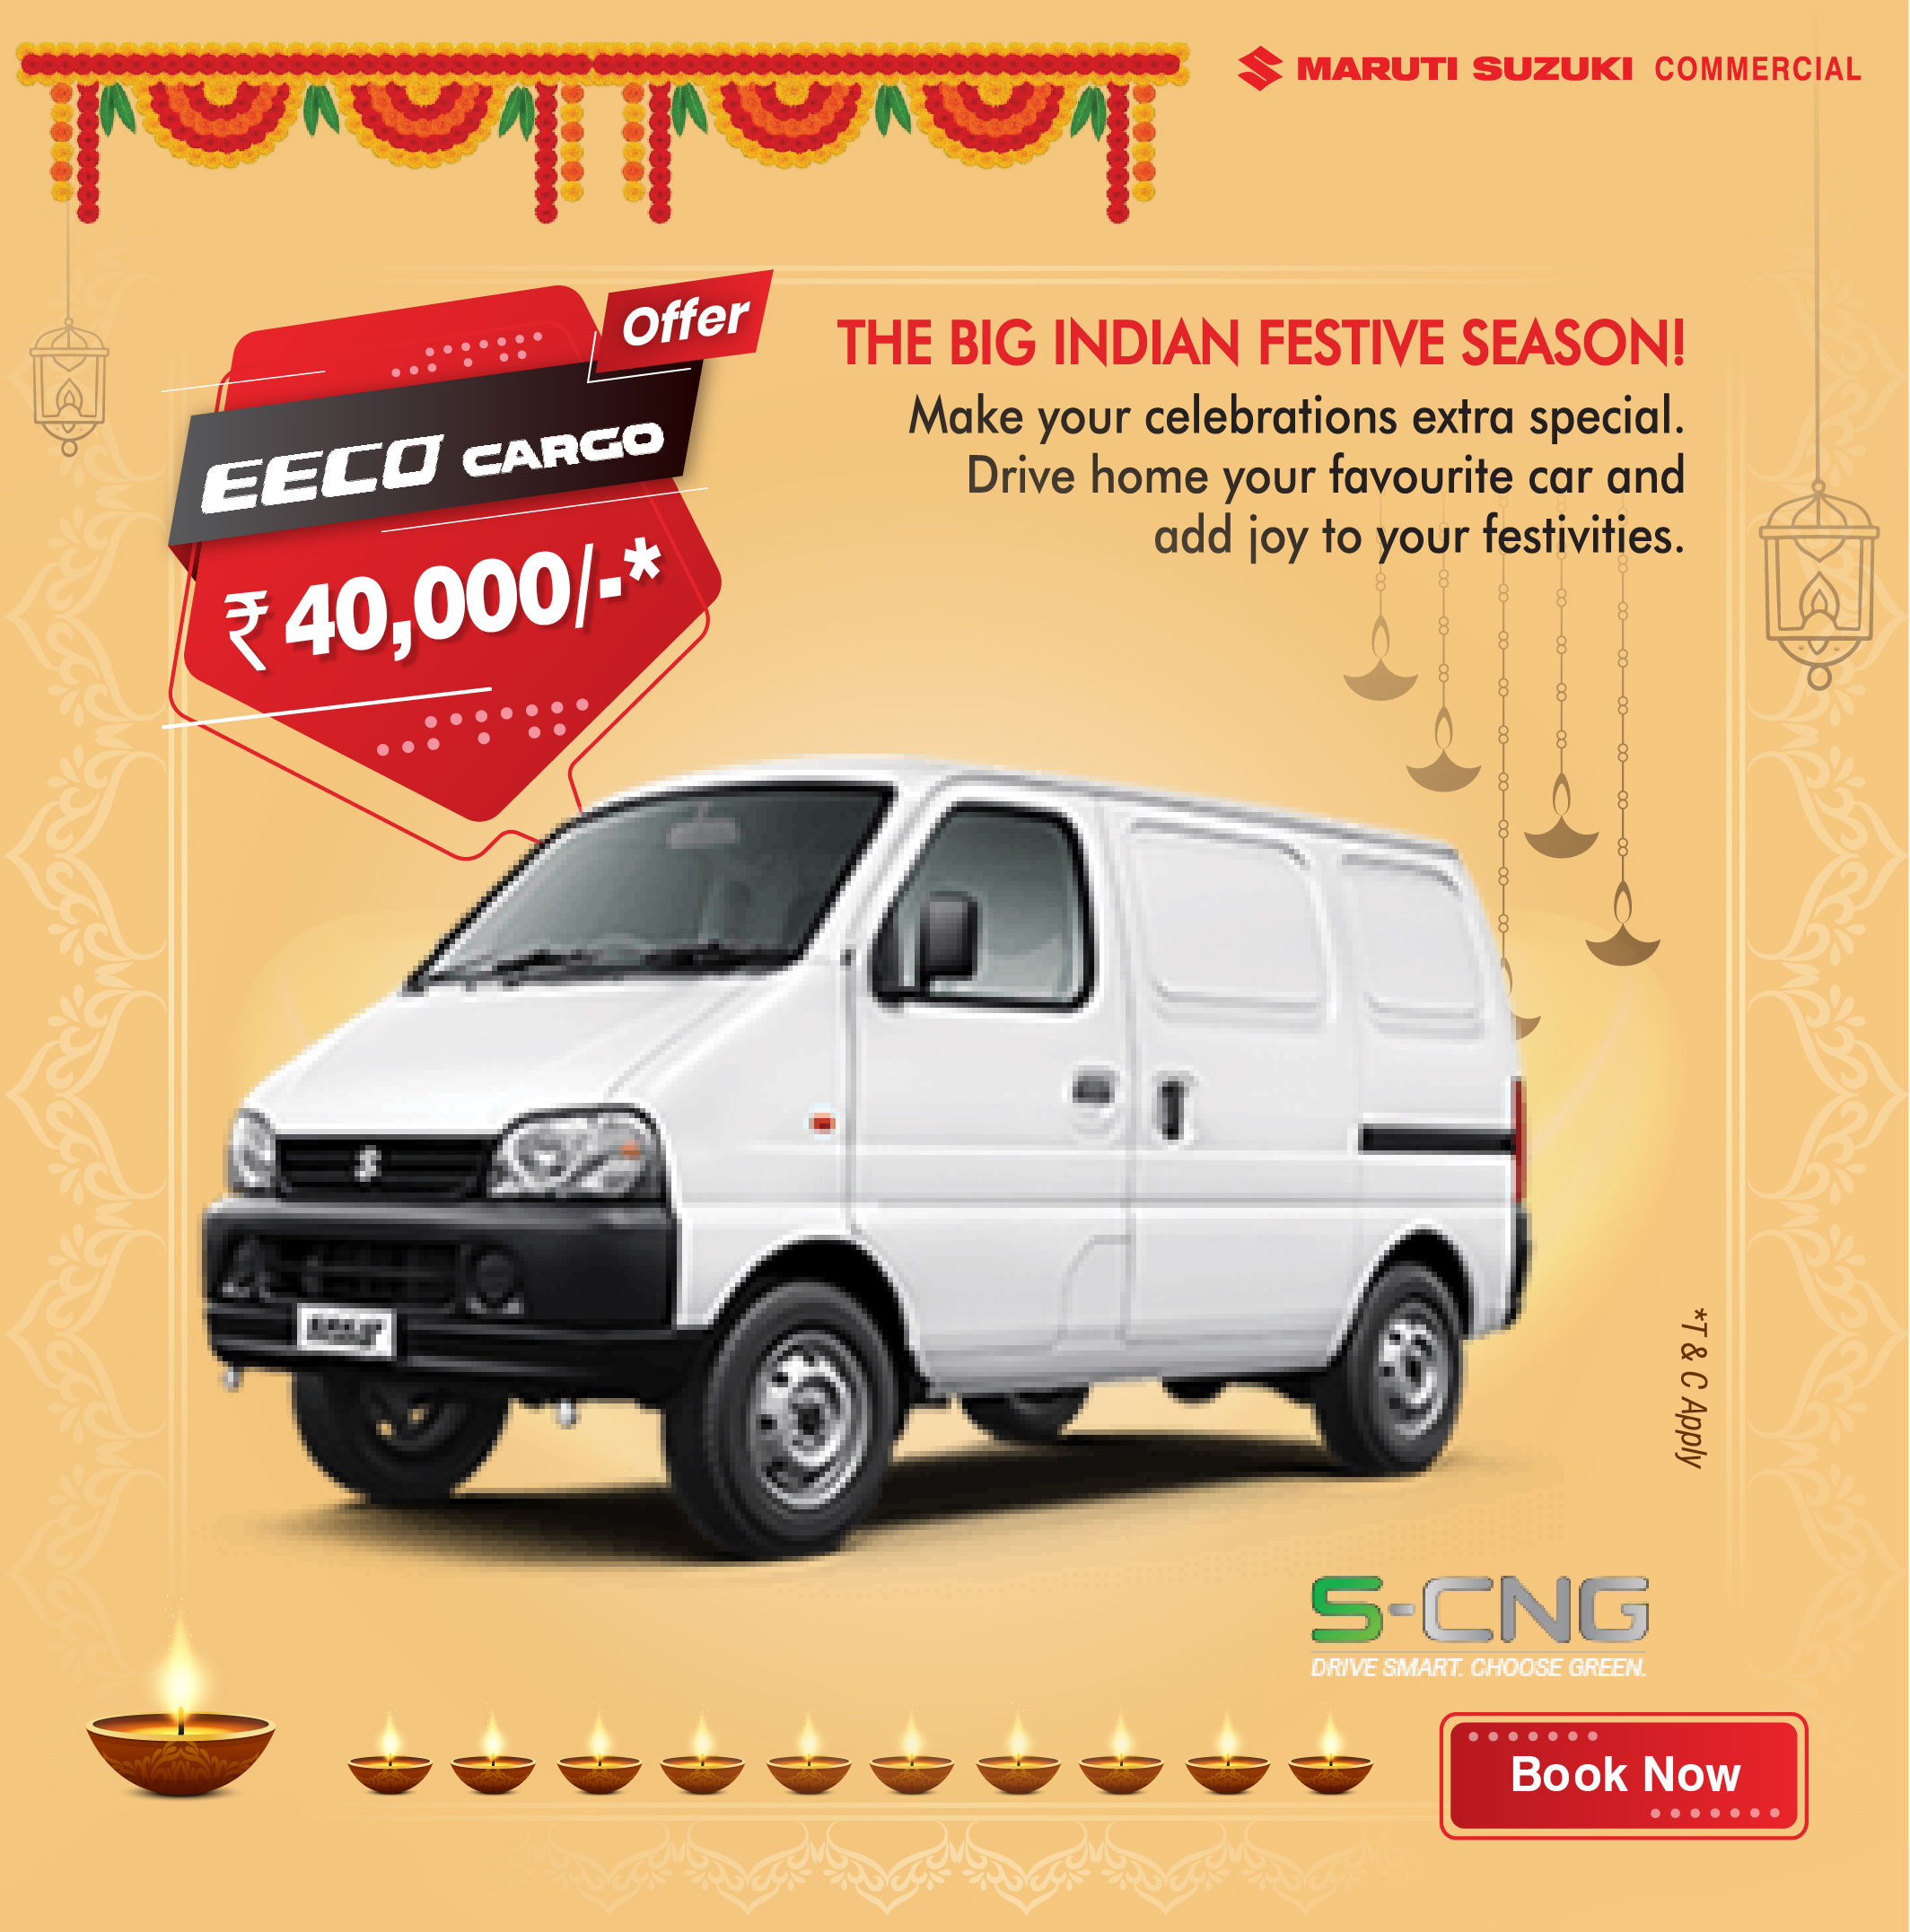 MARUTI SUZUKI COMMERCIAL
Offer
EECO CARGO
₹ 40,000/-*
THE BIG INDIAN FESTIVE SEASON!
Make your celebrations extra special.
Drive home your favourite car and
add joy to your festivities.
*T & C Apply
S-CNG
DRIVE SMART. CHOOSE GREEN.
Book Now